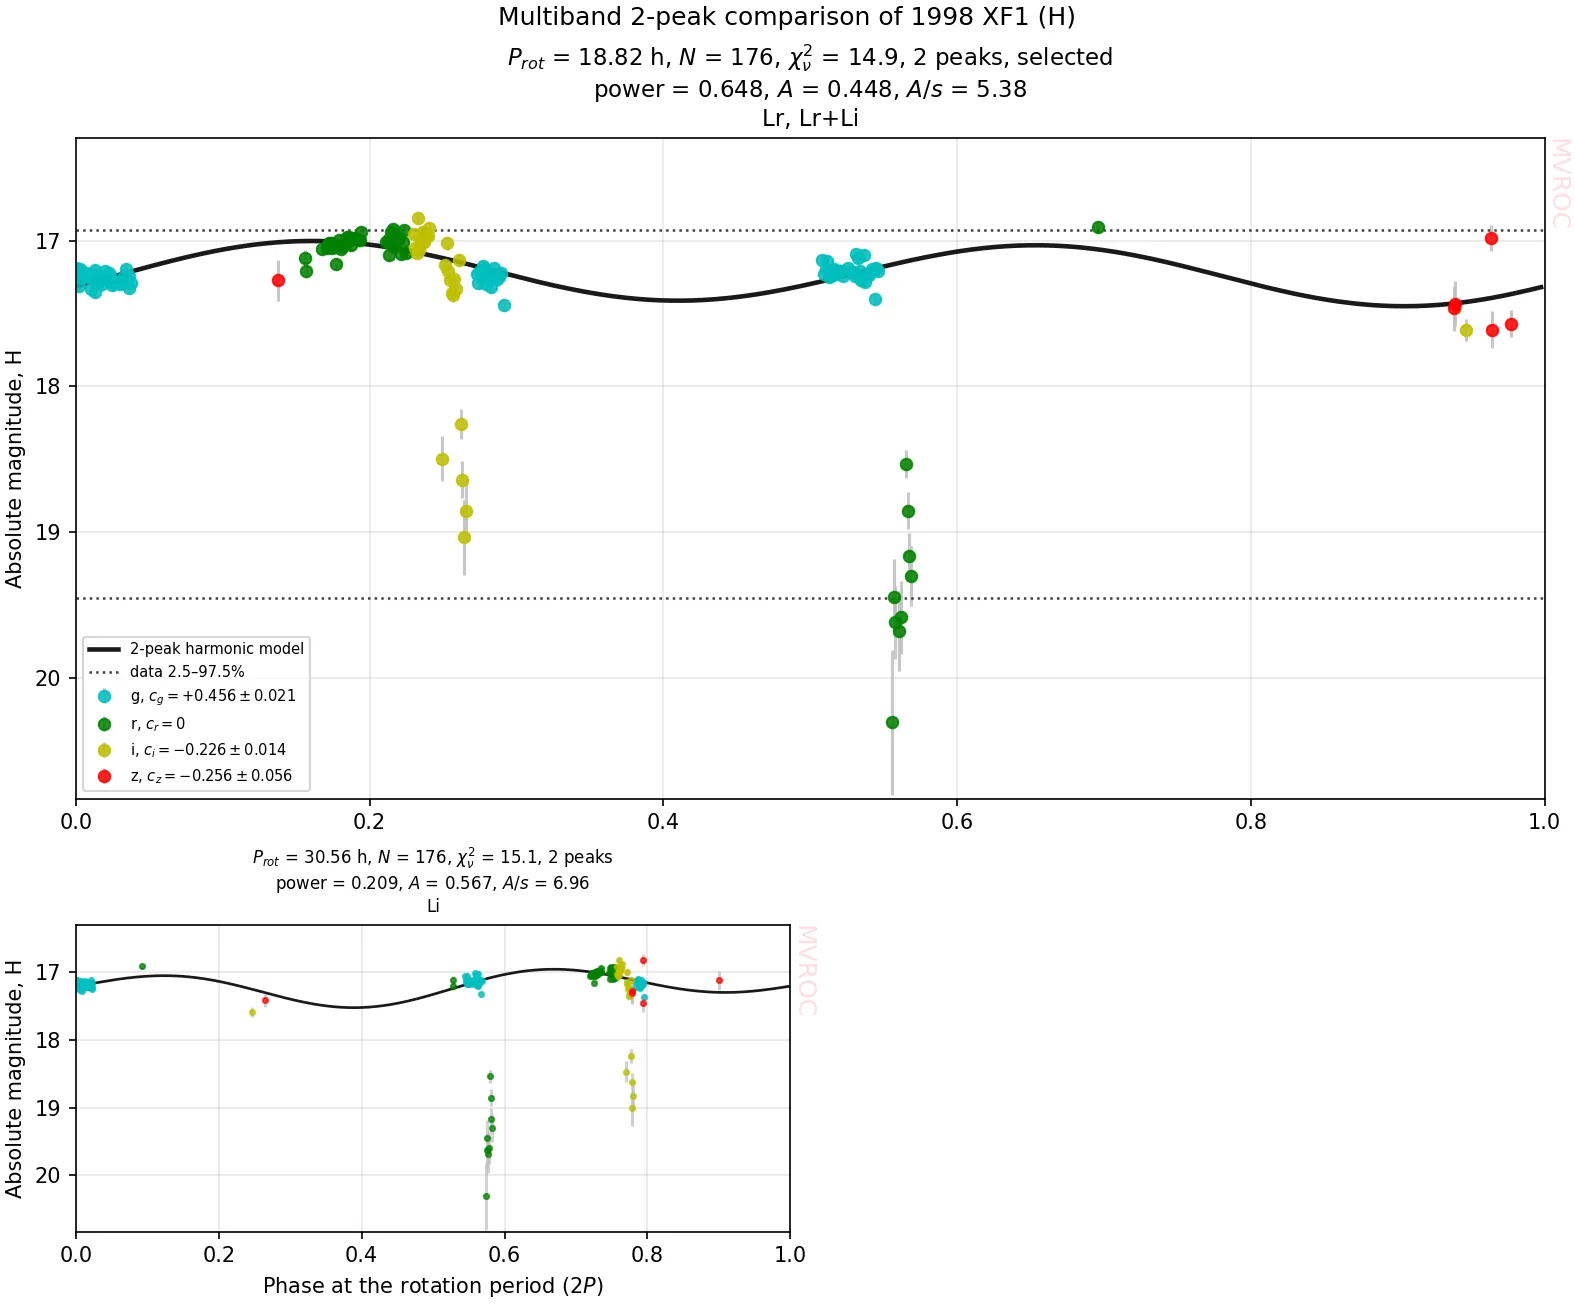 Multiband 2-peak comparison of 1998 XF1 (H)
P_rot = 18.82 h, N = 176, χ²_ν = 14.9, 2 peaks, selected
power = 0.648, A = 0.448, A/s = 5.38
Lr, Lr+Li
MVROC
Absolute magnitude, H
17
18
19
20
2-peak harmonic model
data 2.5–97.5%
g, c_g = +0.456 ± 0.021
r, c_r = 0
i, c_i = −0.226 ± 0.014
z, c_z = −0.256 ± 0.056
0.0 0.2 0.4 0.6 0.8 1.0
P_rot = 30.56 h, N = 176, χ²_ν = 15.1, 2 peaks
power = 0.209, A = 0.567, A/s = 6.96
Li
MVROC
Absolute magnitude, H
17
18
19
20
0.0 0.2 0.4 0.6 0.8 1.0
Phase at the rotation period (2P)